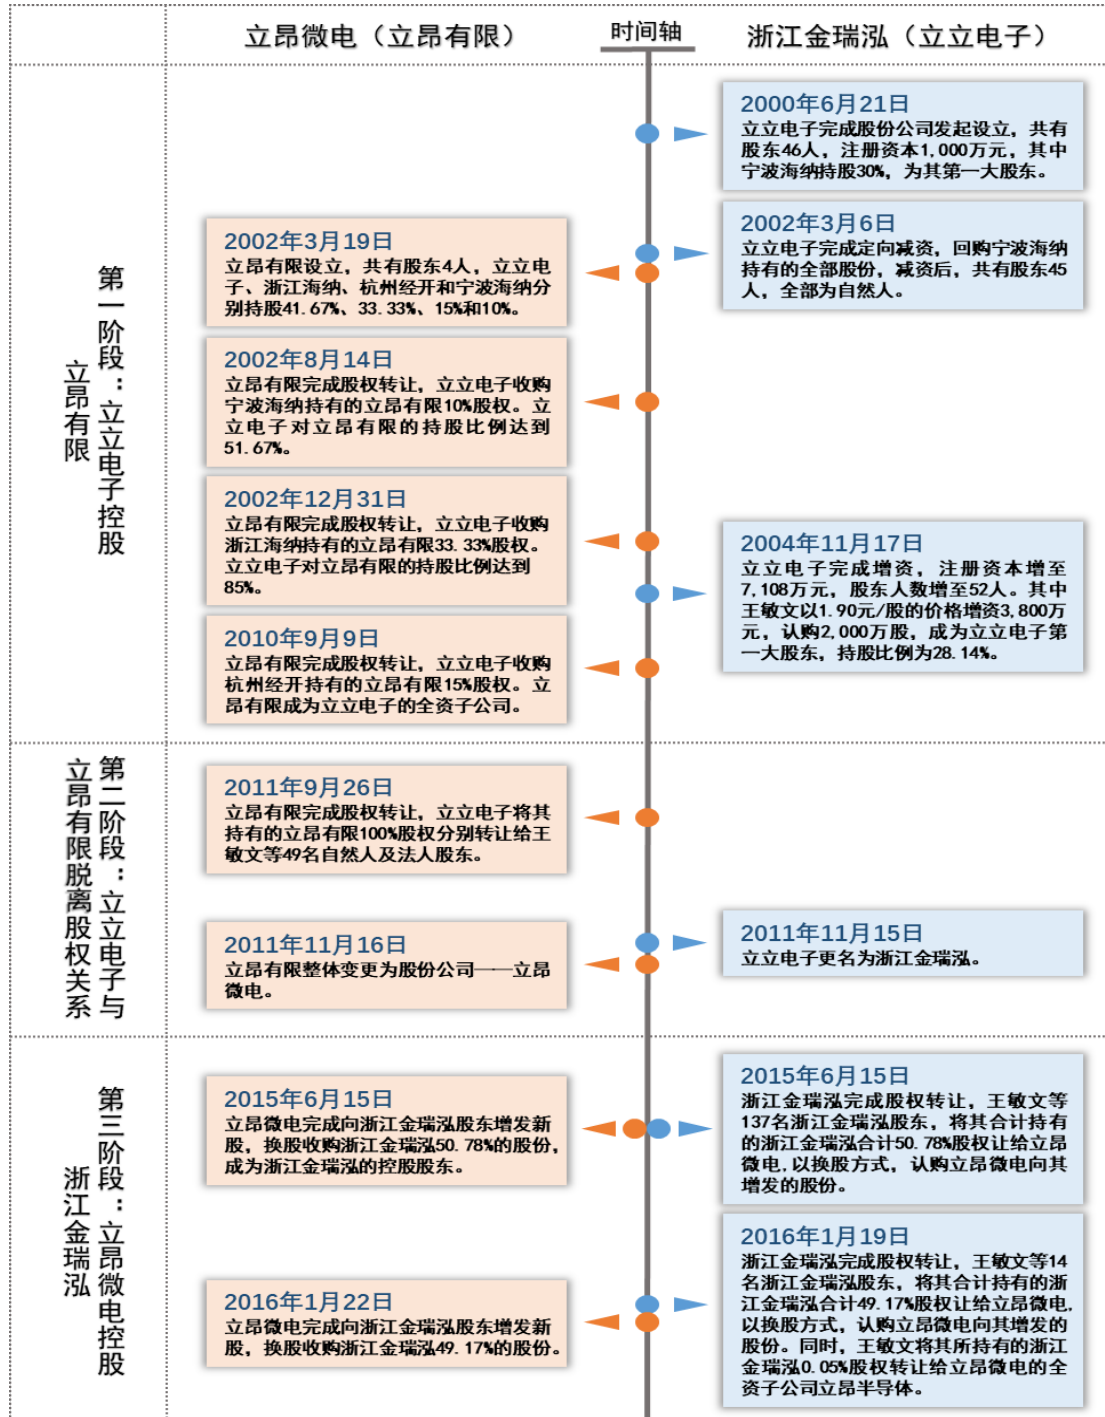 立昂微电（立昂有限）
时间轴
浙江金瑞泓（立立电子）
第一阶段：立立电子控股
立昂有限
2000年6月21日
立立电子完成股份公司发起设立，共有
股东46人，注册资本1,000万元，其中
宁波海纳持股30%，为其第一大股东。
2002年3月6日
立立电子完成定向减资，回购宁波海纳
持有的全部股份，减资后，共有股东45
人，全部为自然人。
2002年3月19日
立昂有限设立，共有股东4人，立立电
子、浙江海纳、杭州经开和宁波海纳分
别持股41.67%、33.33%、15%和10%。
2002年8月14日
立昂有限完成股权转让，立立电子收购
宁波海纳持有的立昂有限10%股权。立
立电子对立昂有限的持股比例达到
51.67%。
2002年12月31日
立昂有限完成股权转让，立立电子收购
浙江海纳持有的立昂有限33.33%股权。
立立电子对立昂有限的持股比例达到
85%。
2004年11月17日
立立电子完成增资，注册资本增至
7,108万元，股东人数增至52人。其中
王敏文以1.90元/股的价格增资3,800万
元，认购2,000万股，成为立立电子第
一大股东，持股比例为28.14%。
2010年9月9日
立昂有限完成股权转让，立立电子收购
杭州经开持有的立昂有限15%股权。立
昂有限成为立立电子的全资子公司。
第二阶段：立立电子与
立昂有限脱离股权关系
2011年9月26日
立昂有限完成股权转让，立立电子将其
持有的立昂有限100%股权分别转让给王
敏文等49名自然人及法人股东。
2011年11月15日
立立电子更名为浙江金瑞泓。
2011年11月16日
立昂有限整体变更为股份公司——立昂
微电。
第三阶段：立昂微电控股
浙江金瑞泓
2015年6月15日
立昂微电完成向浙江金瑞泓股东增发新
股，换股收购浙江金瑞泓50.78%的股份，
成为浙江金瑞泓的控股股东。
2015年6月15日
浙江金瑞泓完成股权转让，王敏文等
137名浙江金瑞泓股东，将其合计持有
的浙江金瑞泓合计50.78%股权让给立昂
微电,以换股方式，认购立昂微电向其
增发的股份。
2016年1月19日
浙江金瑞泓完成股权转让，王敏文等14
名浙江金瑞泓股东，将其合计持有的浙
江金瑞泓合计49.17%股权让给立昂微电,
以换股方式，认购立昂微电向其增发的
股份。同时，王敏文将其所持有的浙江
金瑞泓0.05%股权转让给立昂微电的全
资子公司立昂半导体。
2016年1月22日
立昂微电完成向浙江金瑞泓股东增发新
股，换股收购浙江金瑞泓49.17%的股份。